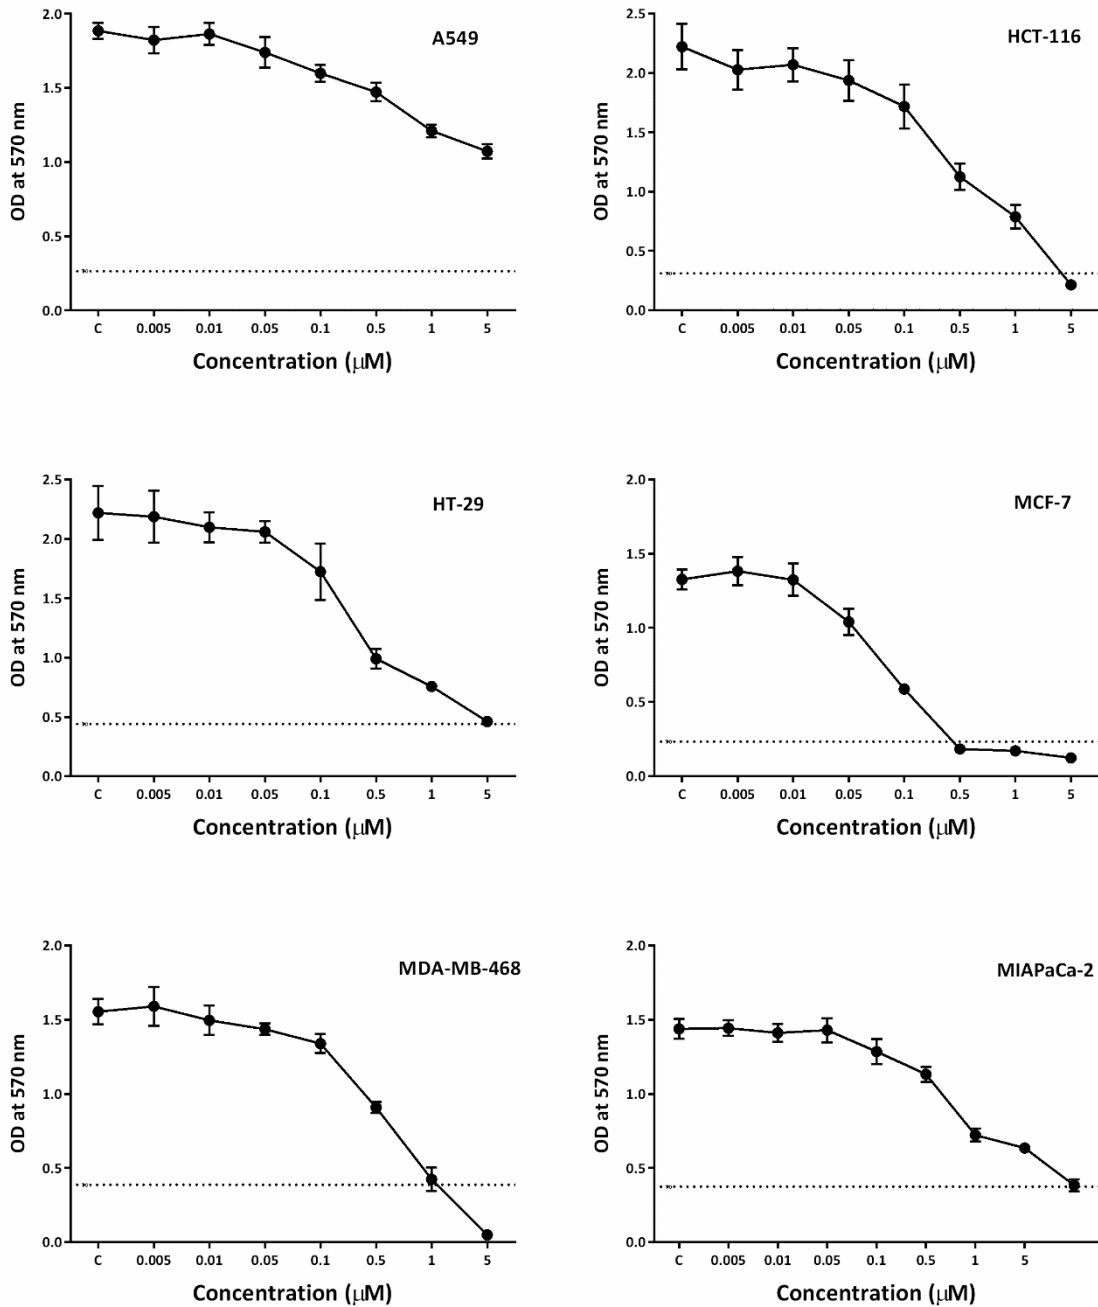 A549
OD at 570 nm
2.0
1.5
1.0
0.5
0.0
C 0.005 0.01 0.05 0.1 0.5 1 5
Concentration (μM)
HCT-116
OD at 570 nm
2.5
2.0
1.5
1.0
0.5
0.0
C 0.005 0.01 0.05 0.1 0.5 1 5
Concentration (μM)
HT-29
OD at 570 nm
2.5
2.0
1.5
1.0
0.5
0.0
C 0.005 0.01 0.05 0.1 0.5 1 5
Concentration (μM)
MCF-7
OD at 570 nm
2.0
1.5
1.0
0.5
0.0
C 0.005 0.01 0.05 0.1 0.5 1 5
Concentration (μM)
MDA-MB-468
OD at 570 nm
2.0
1.5
1.0
0.5
0.0
C 0.005 0.01 0.05 0.1 0.5 1 5
Concentration (μM)
MIAPaCa-2
OD at 570 nm
2.0
1.5
1.0
0.5
0.0
C 0.005 0.01 0.05 0.1 0.5 1 5
Concentration (μM)